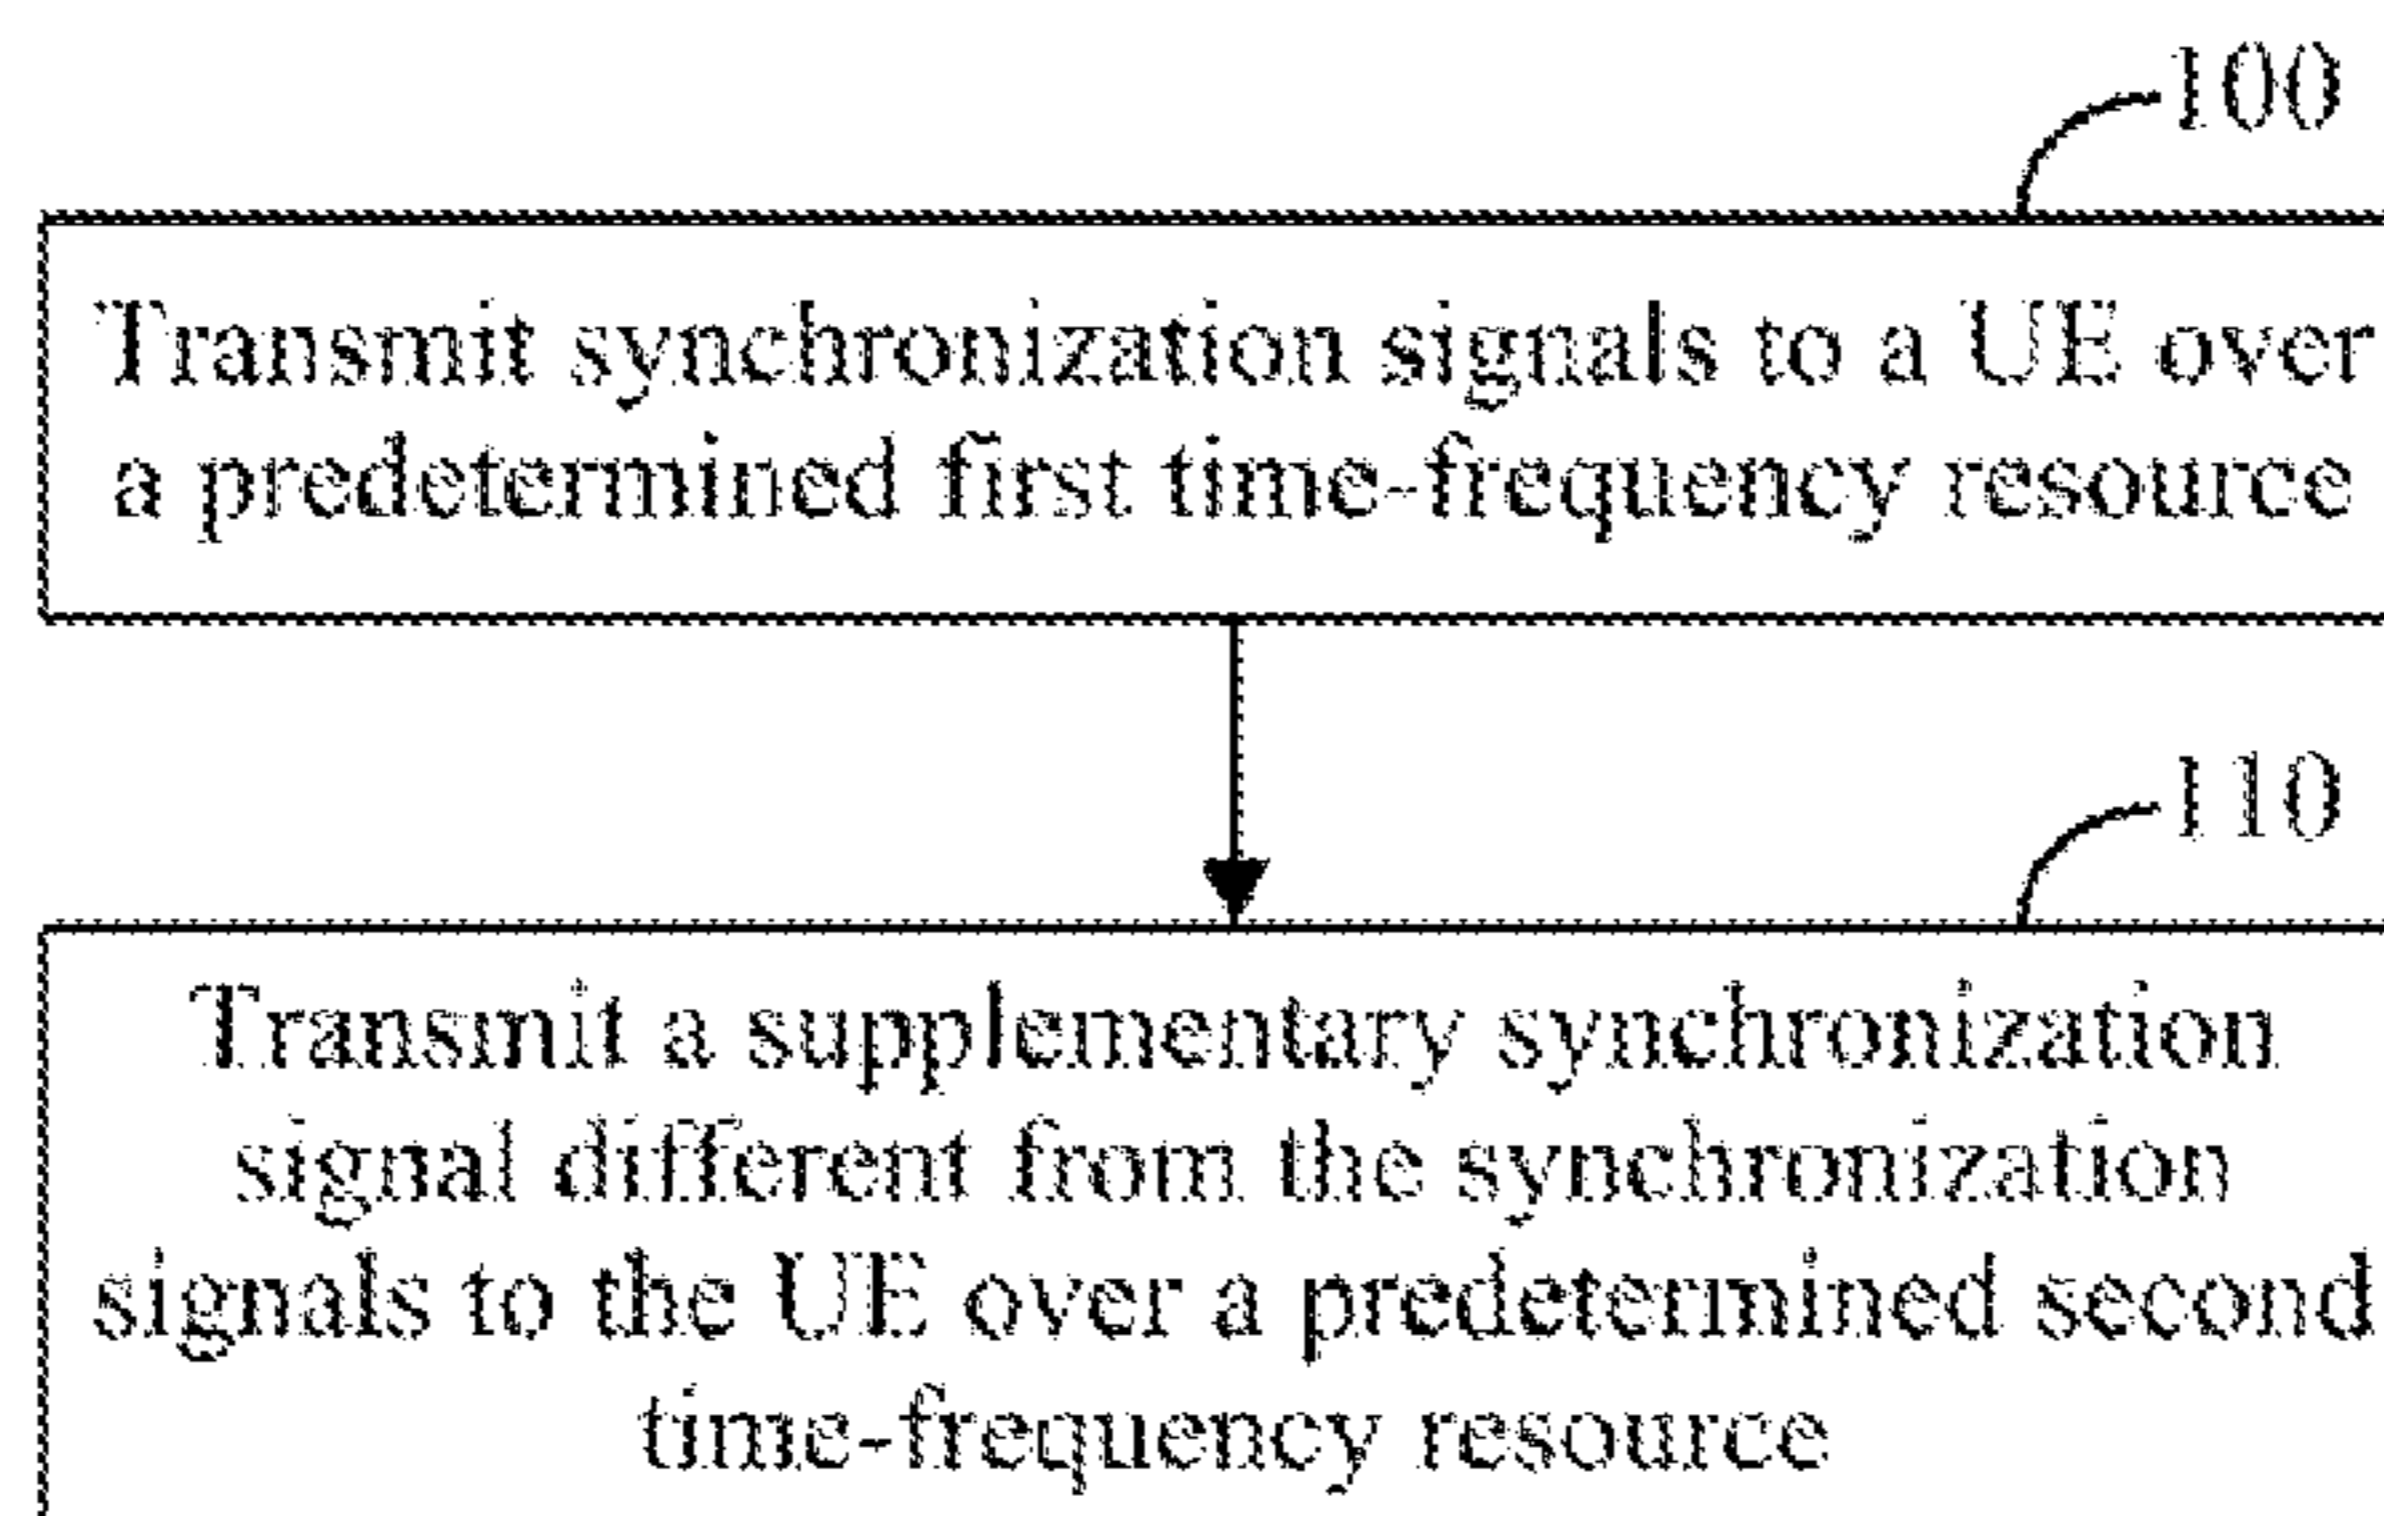 100
Transmit synchronization signals to a UE over
a predetermined first time-frequency resource
110
Transmit a supplementary synchronization
signal different from the synchronization
signals to the UE over a predetermined second
time-frequency resource